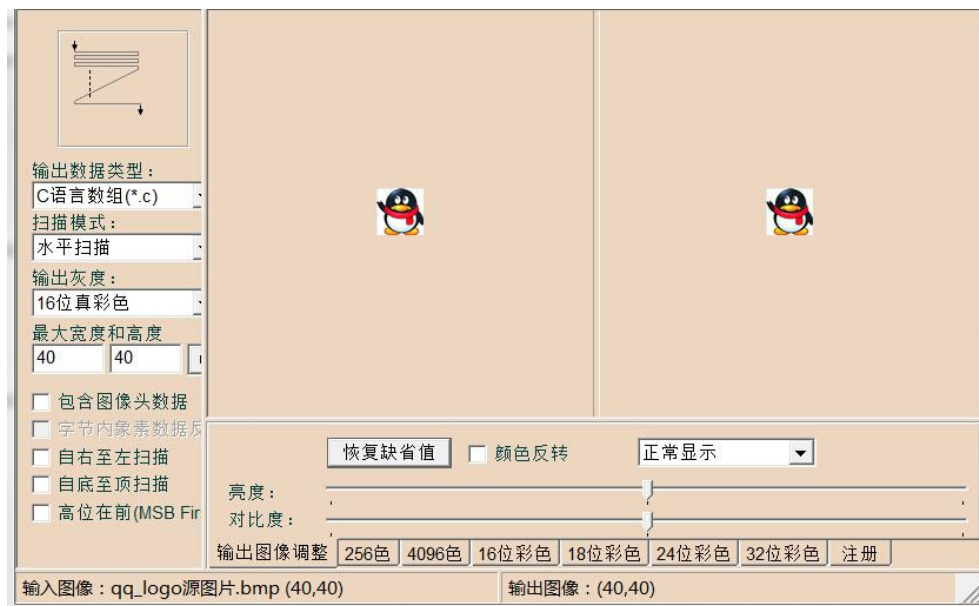 输出数据类型：
C语言数组(*.c)
扫描模式：
水平扫描
输出灰度：
16位真彩色
最大宽度和高度
40 40
包含图像头数据
字节内象素数据反
自右至左扫描
自底至顶扫描
高位在前(MSB Fir
恢复缺省值 颜色反转 正常显示
亮度：
对比度：
输出图像调整 256色 4096色 16位彩色 18位彩色 24位彩色 32位彩色 注册
输入图像：qq_logo源图片.bmp (40,40) 输出图像：(40,40)